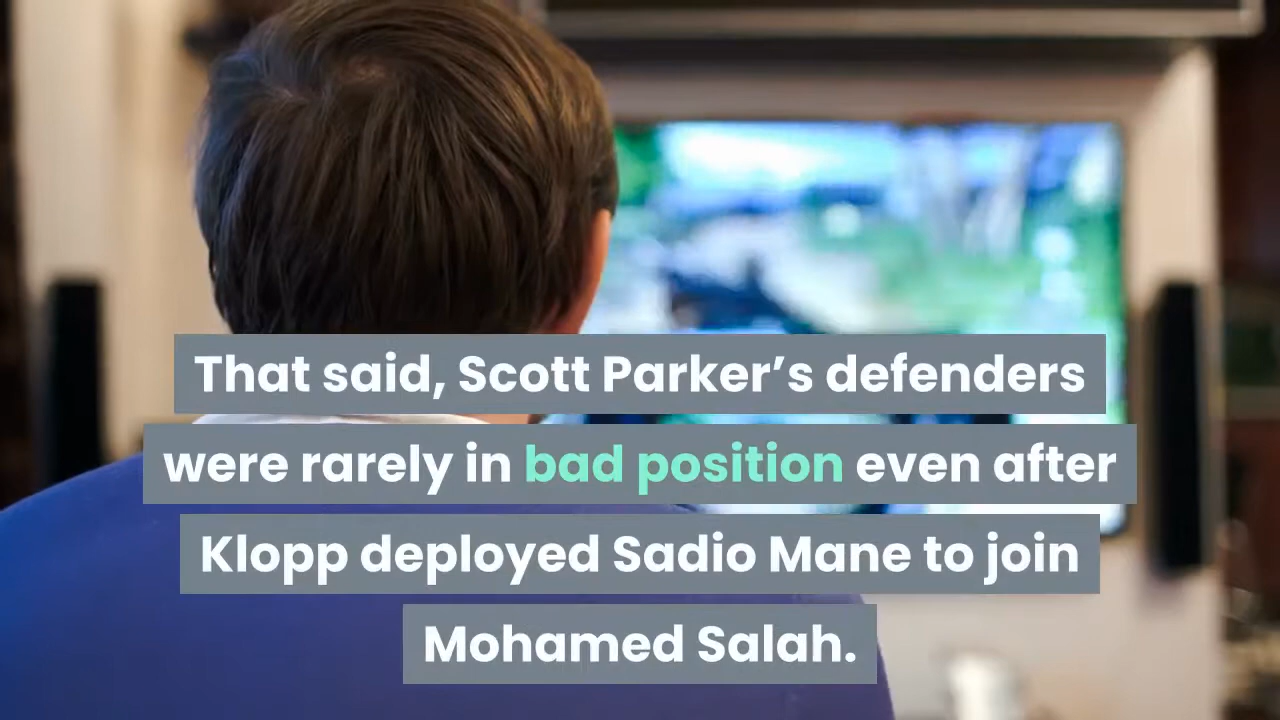 That said, Scott Parker’s defenders
were rarely in bad position even after
Klopp deployed Sadio Mane to join
Mohamed Salah.